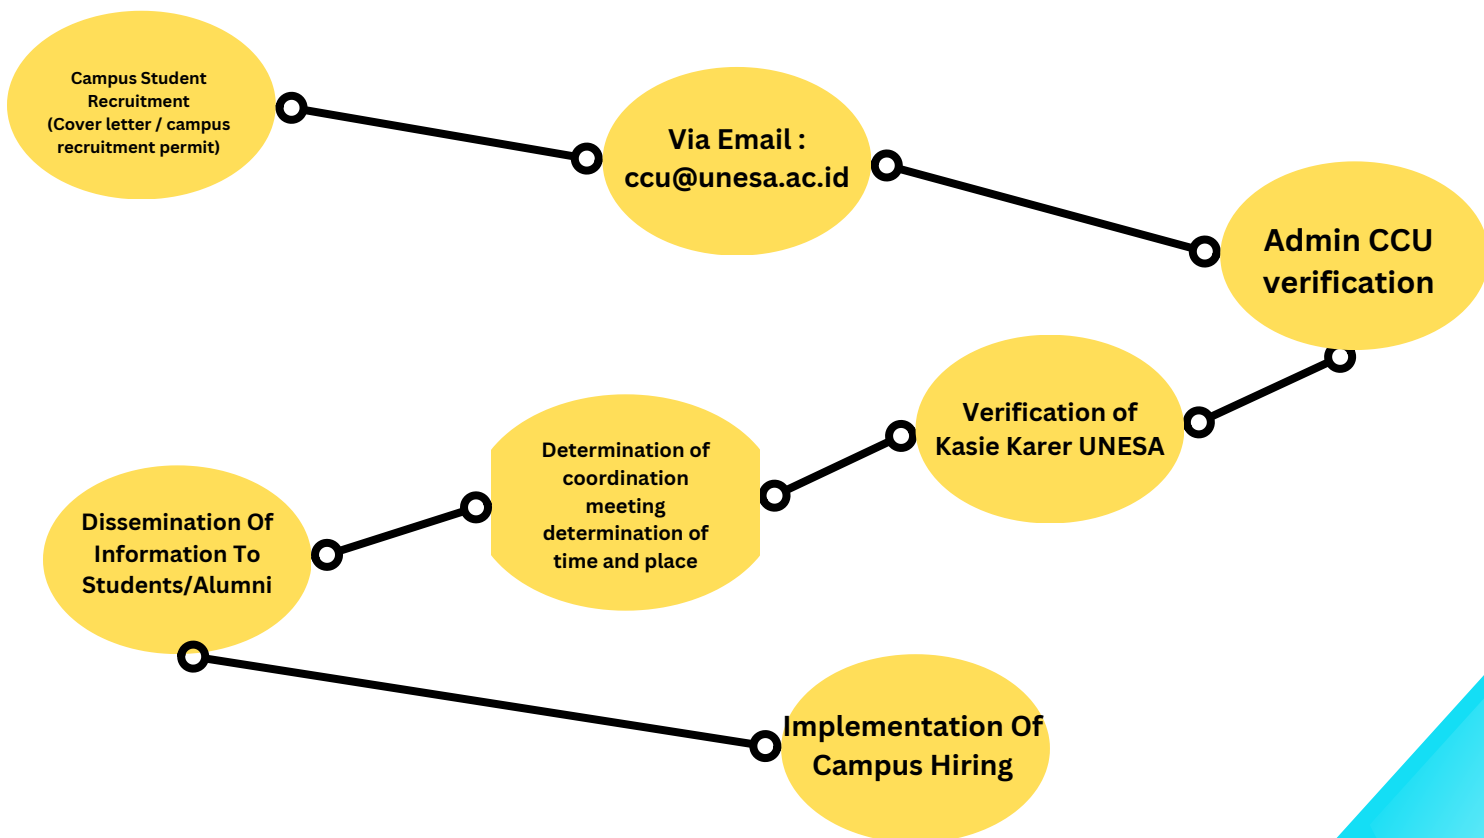 Campus Student
Recruitment
(Cover letter / campus
recruitment permit)
Via Email :
ccu@unesa.ac.id
Admin CCU
verification
Verification of
Kasie Karer UNESA
Determination of
coordination
meeting
determination of
time and place
Dissemination Of
Information To
Students/Alumni
Implementation Of
Campus Hiring